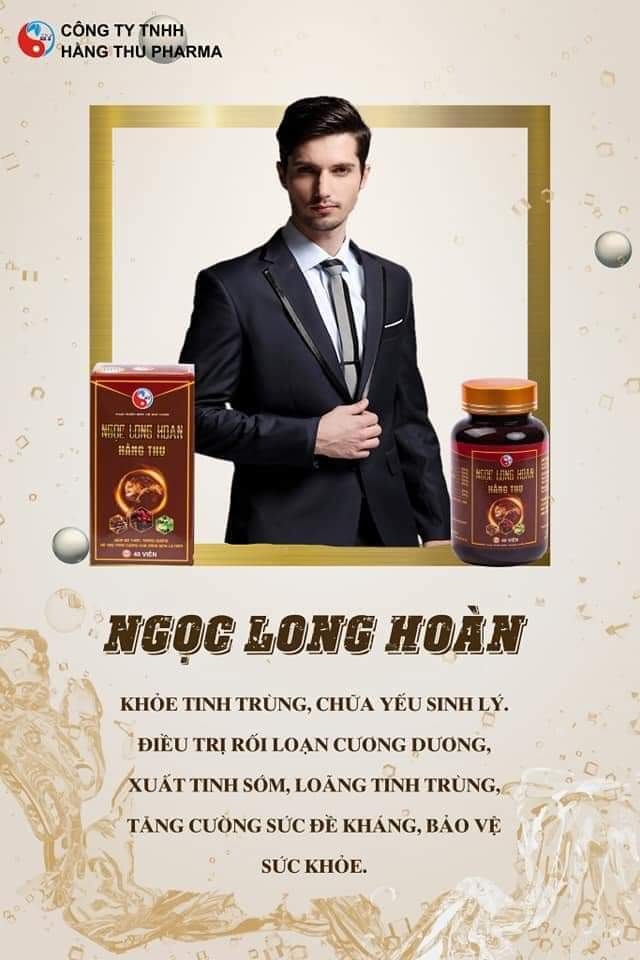 CÔNG TY TNHH
HÀNG THU PHARMA
NGỌC LONG HOÀN
HẰNG THU
40 VIÊN
NGỌC LONG HOÀN
HẰNG THU
40 VIÊN
NGỌC LONG HOÀN
KHỎE TINH TRÙNG, CHỮA YẾU SINH LÝ.
ĐIỀU TRỊ RỐI LOẠN CƯƠNG DƯƠNG,
XUẤT TINH SỚM, LOÃNG TINH TRÙNG,
TĂNG CƯỜNG SỨC ĐỀ KHÁNG, BẢO VỆ
SỨC KHỎE.